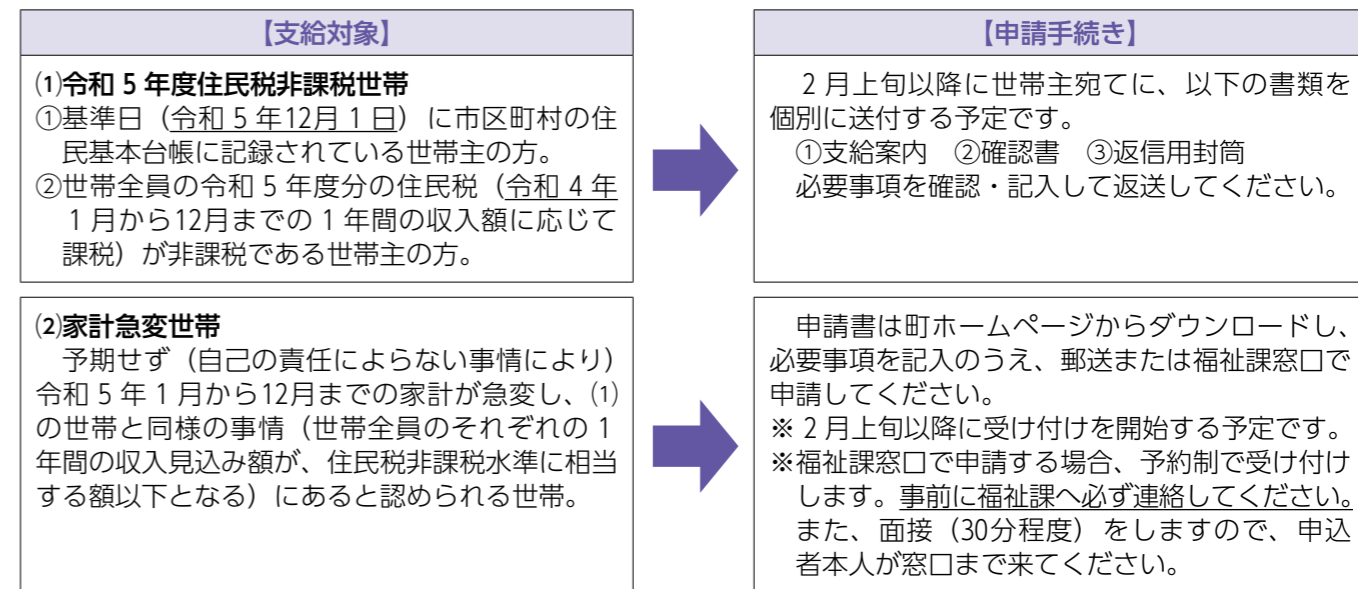 【支給対象】
⑴令和５年度住民税非課税世帯
①基準日（令和５年12月１日）に市区町村の住
民基本台帳に記録されている世帯主の方。
②世帯全員の令和５年度分の住民税（令和４年
１月から12月までの１年間の収入額に応じて
課税）が非課税である世帯主の方。
【申請手続き】
２月上旬以降に世帯主宛てに、以下の書類を
個別に送付する予定です。
①支給案内　②確認書　③返信用封筒
必要事項を確認・記入して返送してください。
⑵家計急変世帯
予期せず（自己の責任によらない事情により）
令和５年１月から12月までの家計が急変し、⑴
の世帯と同様の事情（世帯全員のそれぞれの１
年間の収入見込み額が、住民税非課税水準に相当
する額以下となる）にあると認められる世帯。
申請書は町ホームページからダウンロードし、
必要事項を記入のうえ、郵送または福祉課窓口で
申請してください。
※２月上旬以降に受け付けを開始する予定です。
※福祉課窓口で申請する場合、予約制で受け付け
します。事前に福祉課へ必ず連絡してください。
また、面接（30分程度）をしますので、申込
者本人が窓口まで来てください。